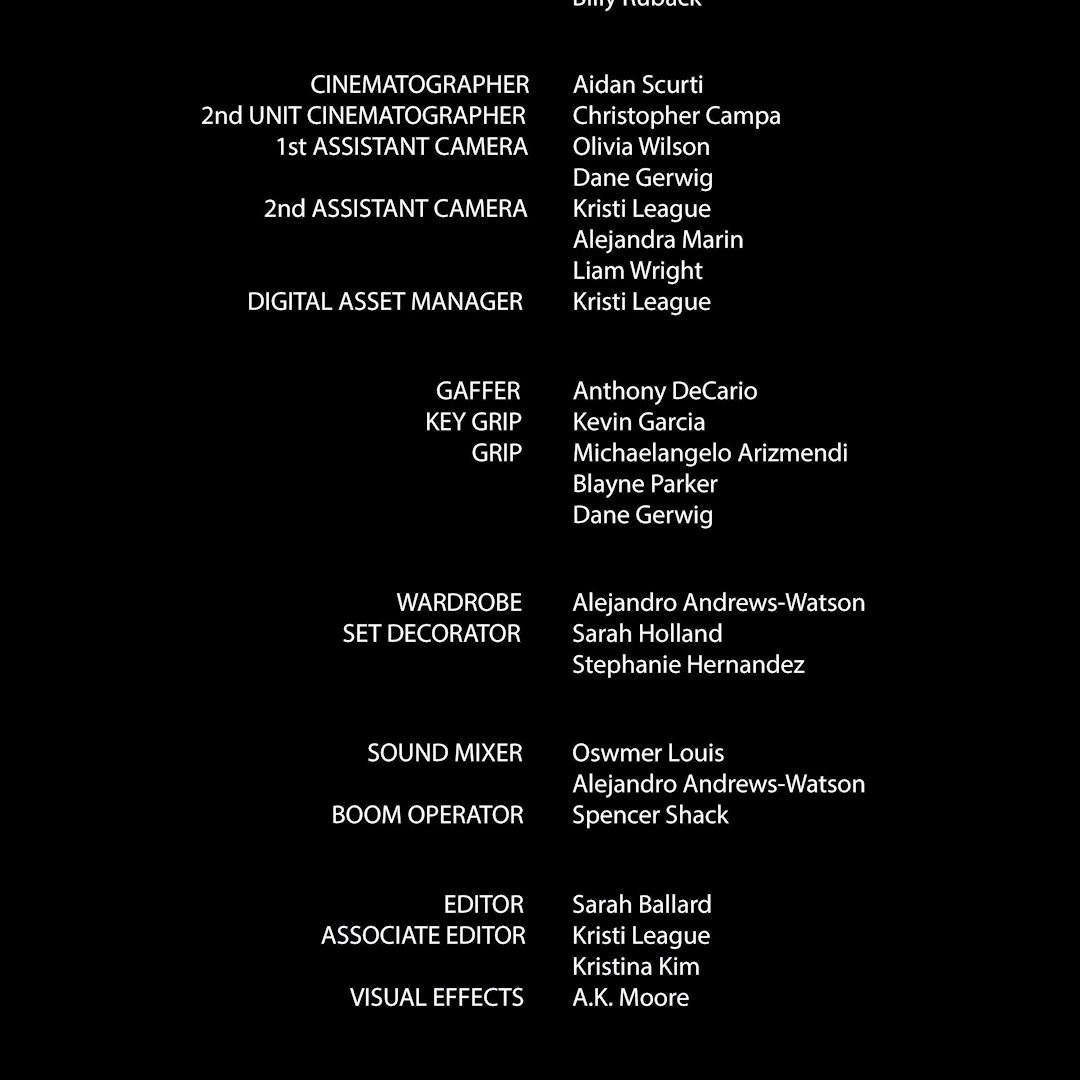 Billy Ruback
CINEMATOGRAPHER Aidan Scurti
2nd UNIT CINEMATOGRAPHER Christopher Campa
1st ASSISTANT CAMERA Olivia Wilson
Dane Gerwig
2nd ASSISTANT CAMERA Kristi League
Alejandra Marin
Liam Wright
DIGITAL ASSET MANAGER Kristi League
GAFFER Anthony DeCario
KEY GRIP Kevin Garcia
GRIP Michaelangelo Arizmendi
Blayne Parker
Dane Gerwig
WARDROBE Alejandro Andrews-Watson
SET DECORATOR Sarah Holland
Stephanie Hernandez
SOUND MIXER Oswmer Louis
Alejandro Andrews-Watson
BOOM OPERATOR Spencer Shack
EDITOR Sarah Ballard
ASSOCIATE EDITOR Kristi League
Kristina Kim
VISUAL EFFECTS A.K. Moore